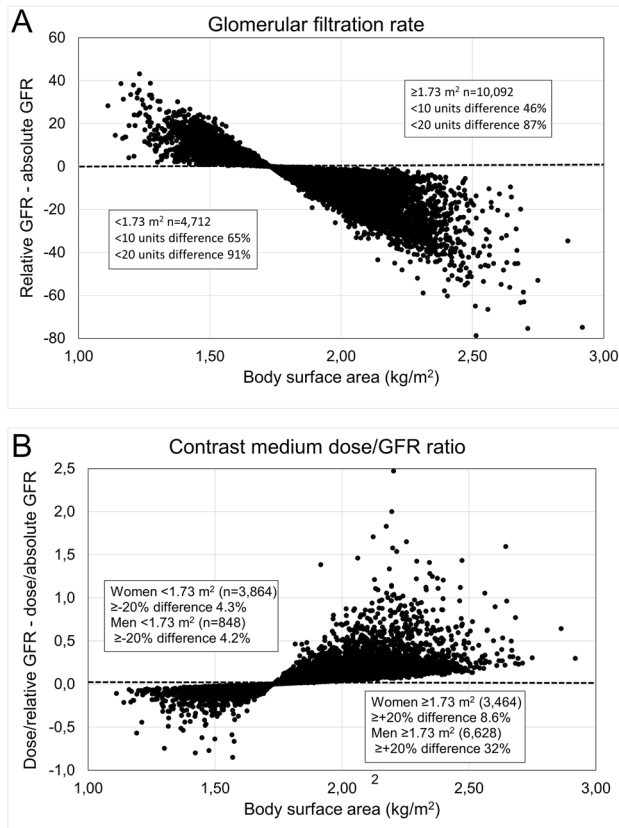 A
Glomerular filtration rate
Relative GFR - absolute GFR
60
40
20
0
-20
-40
-60
-80
≥1.73 m² n=10,092
<10 units difference 46%
<20 units difference 87%
<1.73 m² n=4,712
<10 units difference 65%
<20 units difference 91%
1,00
1,50
2,00
2,50
3,00
Body surface area (kg/m²)
B
Contrast medium dose/GFR ratio
Dose/relative GFR - dose/absolute GFR
2,5
2,0
1,5
1,0
0,5
0,0
-0,5
-1,0
Women <1.73 m² (n=3,864)
≥-20% difference 4.3%
Men <1.73 m² (n=848)
≥-20% difference 4.2%
Women ≥1.73 m² (3,464)
≥+20% difference 8.6%
Men ≥1.73 m² (6,628)
≥+20% difference 32%
2
1,00
1,50
2,00
2,50
3,00
Body surface area (kg/m²)